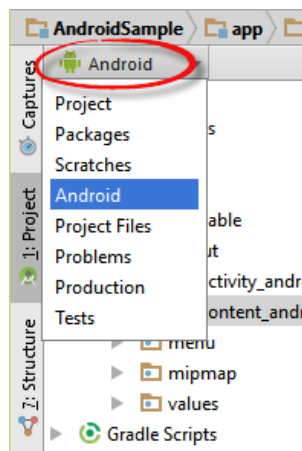 AndroidSample app
Captures
Android
Project
Packages
Scratches
Android
Project Files
Problems
Production
Tests
1: Project
7: Structure
s
able
ut
ctivity_andr
ontent_andr
menu
mipmap
values
Gradle Scripts